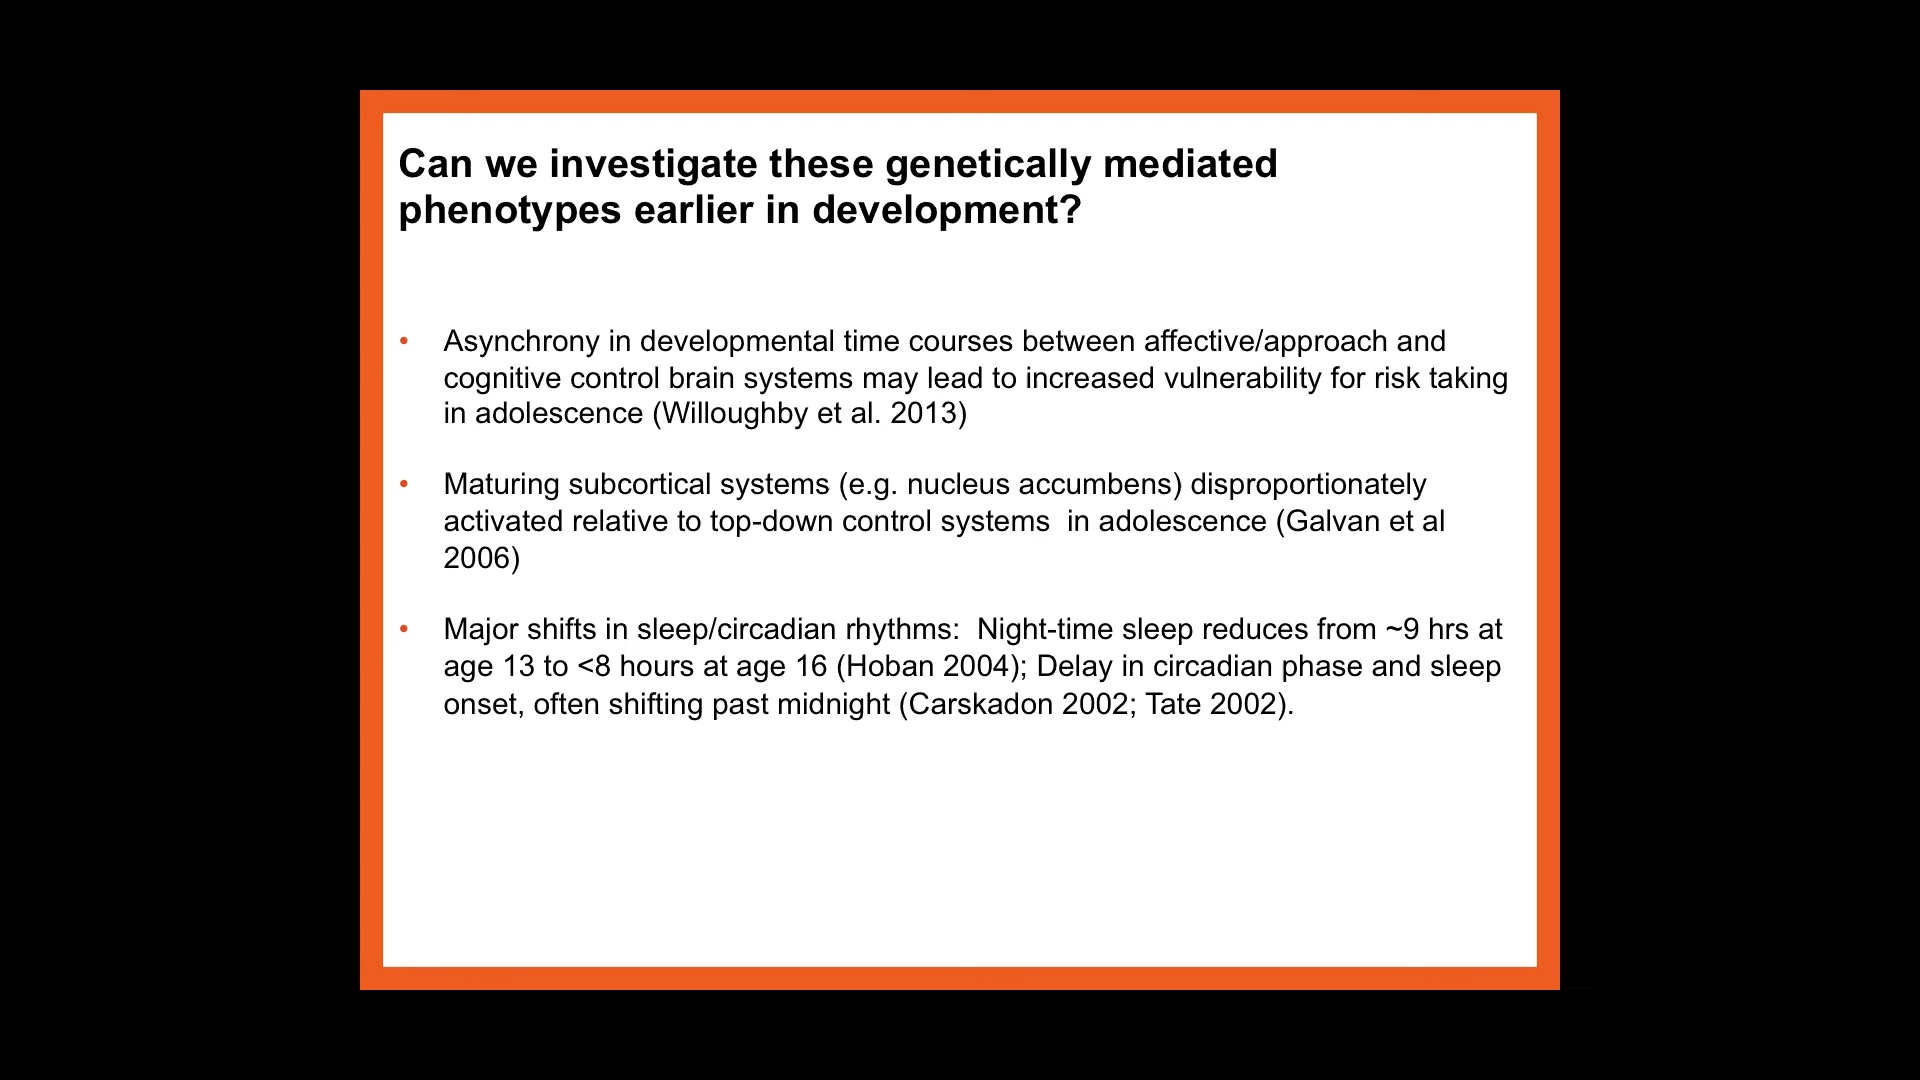 Can we investigate these genetically mediated
phenotypes earlier in development?
• Asynchrony in developmental time courses between affective/approach and
cognitive control brain systems may lead to increased vulnerability for risk taking
in adolescence (Willoughby et al. 2013)
• Maturing subcortical systems (e.g. nucleus accumbens) disproportionately
activated relative to top-down control systems  in adolescence (Galvan et al
2006)
• Major shifts in sleep/circadian rhythms:  Night-time sleep reduces from ~9 hrs at
age 13 to <8 hours at age 16 (Hoban 2004); Delay in circadian phase and sleep
onset, often shifting past midnight (Carskadon 2002; Tate 2002).